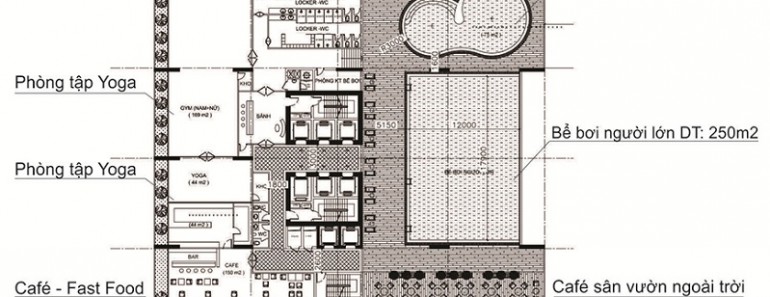 LOCKER -WC
LOCKER -WC
Phòng tập Yoga
KHO
PHÒNG KT BỂ BƠI
GYM (NAM+NỮ)
( 169 m2 )
SẢNH
5150
12000
Bể bơi người lớn DT: 250m2
Phòng tập Yoga
YOGA
( 44 m2 )
1800
(44 m2 )
WC
BAR
CAFE
( 150 m2 )
Café - Fast Food
Café sân vườn ngoài trời